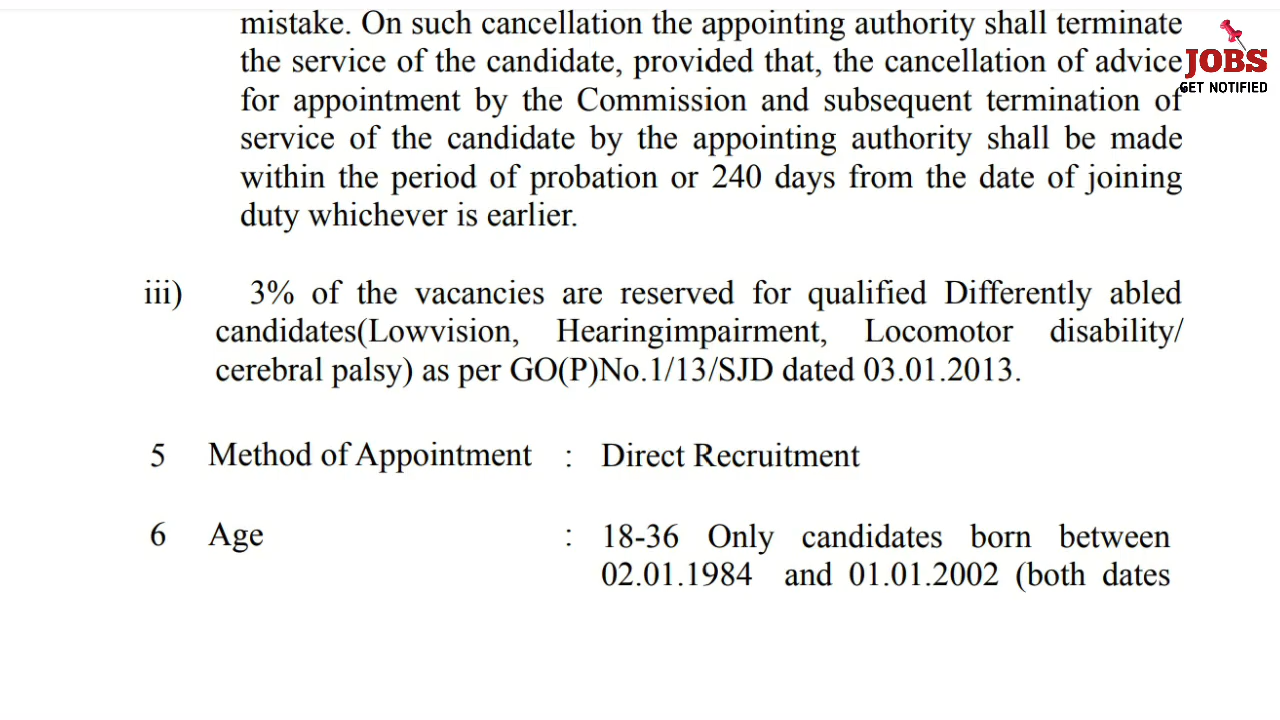 mistake. On such cancellation the appointing authority shall terminate
the service of the candidate, provided that, the cancellation of advice
for appointment by the Commission and subsequent termination of
service of the candidate by the appointing authority shall be made
within the period of probation or 240 days from the date of joining
duty whichever is earlier.
JOBS
GET NOTIFIED
iii) 3% of the vacancies are reserved for qualified Differently abled
candidates(Lowvision, Hearingimpairment, Locomotor disability/
cerebral palsy) as per GO(P)No.1/13/SJD dated 03.01.2013.
5 Method of Appointment : Direct Recruitment
6 Age : 18-36 Only candidates born between
02.01.1984 and 01.01.2002 (both dates